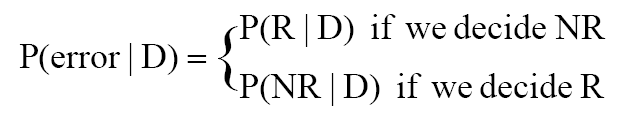 P(R | D) if we decide NR
P(error | D) = {
P(NR | D) if we decide R